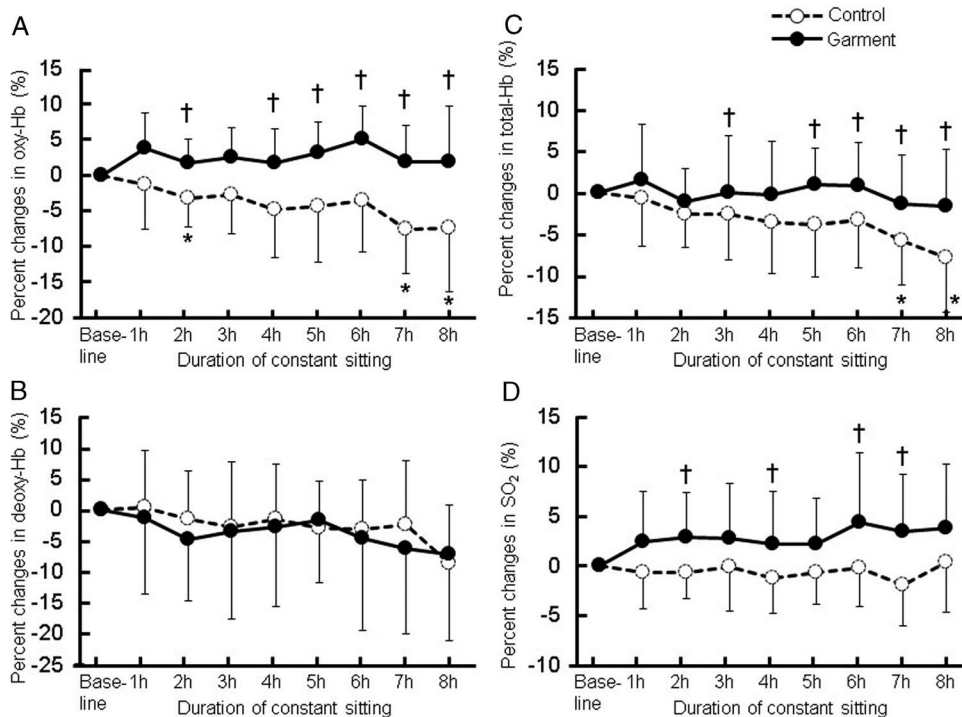 Control
Garment
A
Percent changes in oxy-Hb (%)
15
10
5
0
-5
-10
-15
-20
† † † † † †
* * *
Base-line 1h 2h 3h 4h 5h 6h 7h 8h
Duration of constant sitting
C
Percent changes in total-Hb (%)
15
10
5
0
-5
-10
-15
† † † † †
* *
Base-line 1h 2h 3h 4h 5h 6h 7h 8h
Duration of constant sitting
B
Percent changes in deoxy-Hb (%)
15
10
5
0
-5
-10
-15
-20
-25
Base-line 1h 2h 3h 4h 5h 6h 7h 8h
Duration of constant sitting
D
Percent changes in SO₂ (%)
15
10
5
0
-5
-10
† † † †
Base-line 1h 2h 3h 4h 5h 6h 7h 8h
Duration of constant sitting